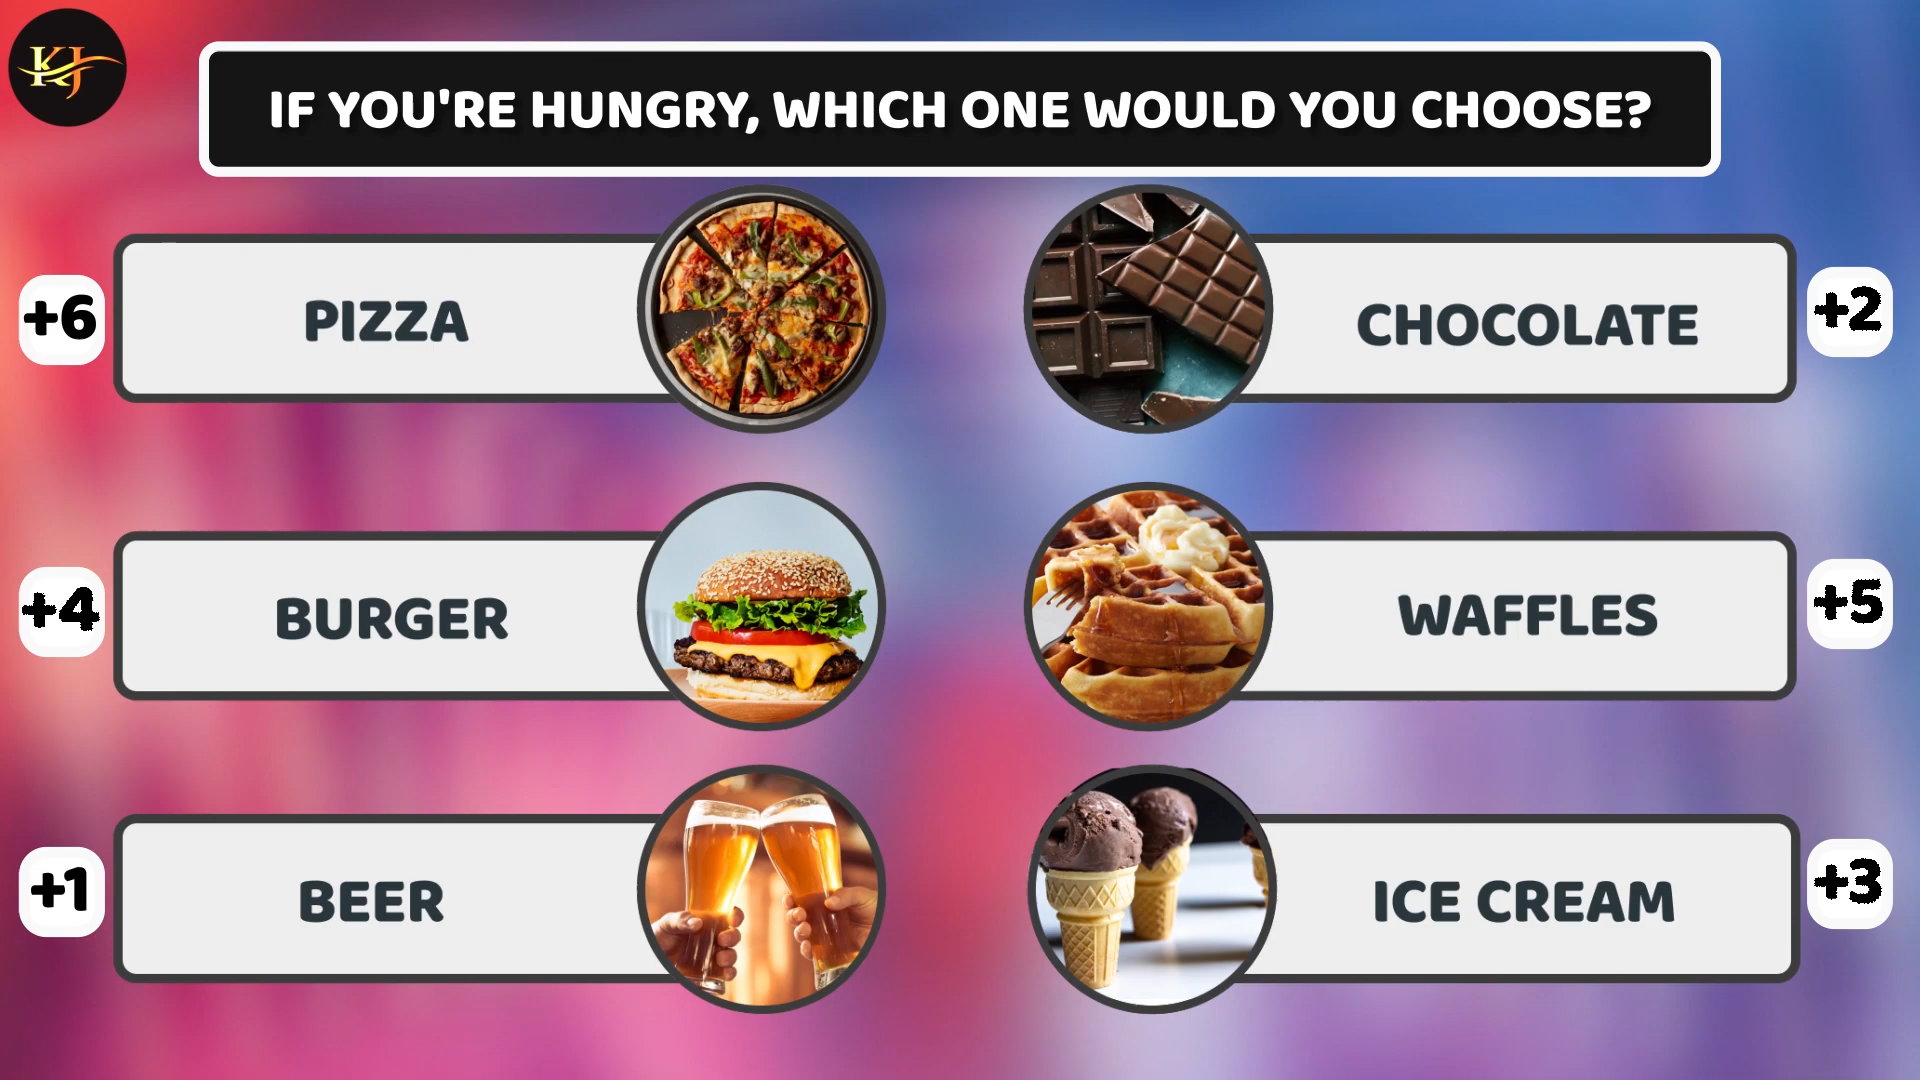 KJ
IF YOU'RE HUNGRY, WHICH ONE WOULD YOU CHOOSE?
+6
PIZZA
CHOCOLATE
+2
+4
BURGER
WAFFLES
+5
+1
BEER
ICE CREAM
+3